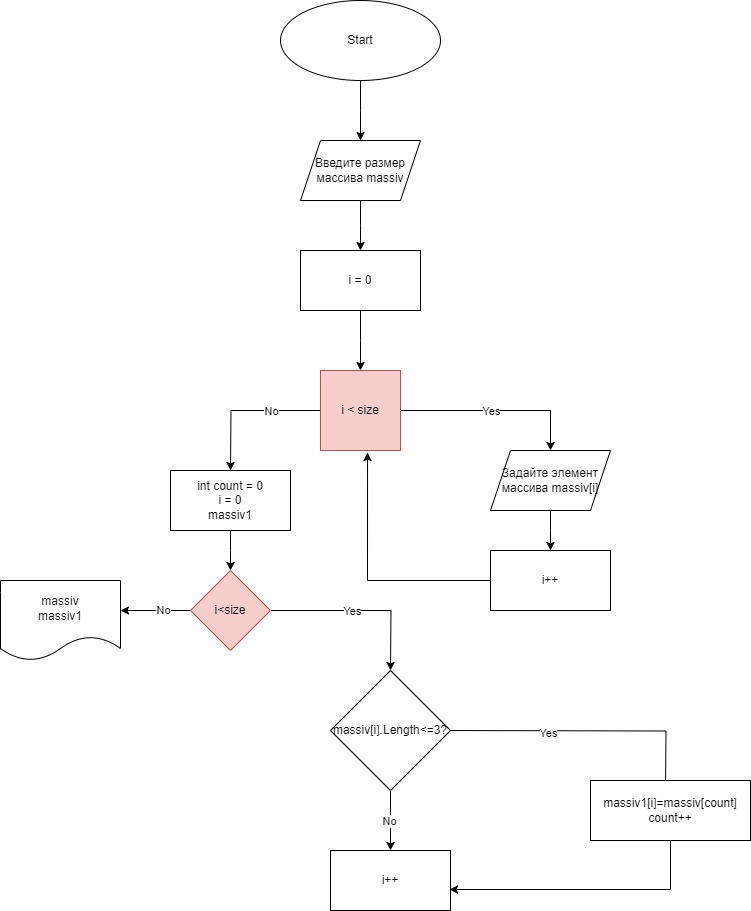 Start
Введите размер
массива massiv
i = 0
i < size
No
Yes
int count = 0
i = 0
massiv1
Задайте элемент
массива massiv[i]
i++
i<size
No
Yes
massiv
massiv1
massiv[i].Length<=3?
Yes
No
massiv1[i]=massiv[count]
count++
i++